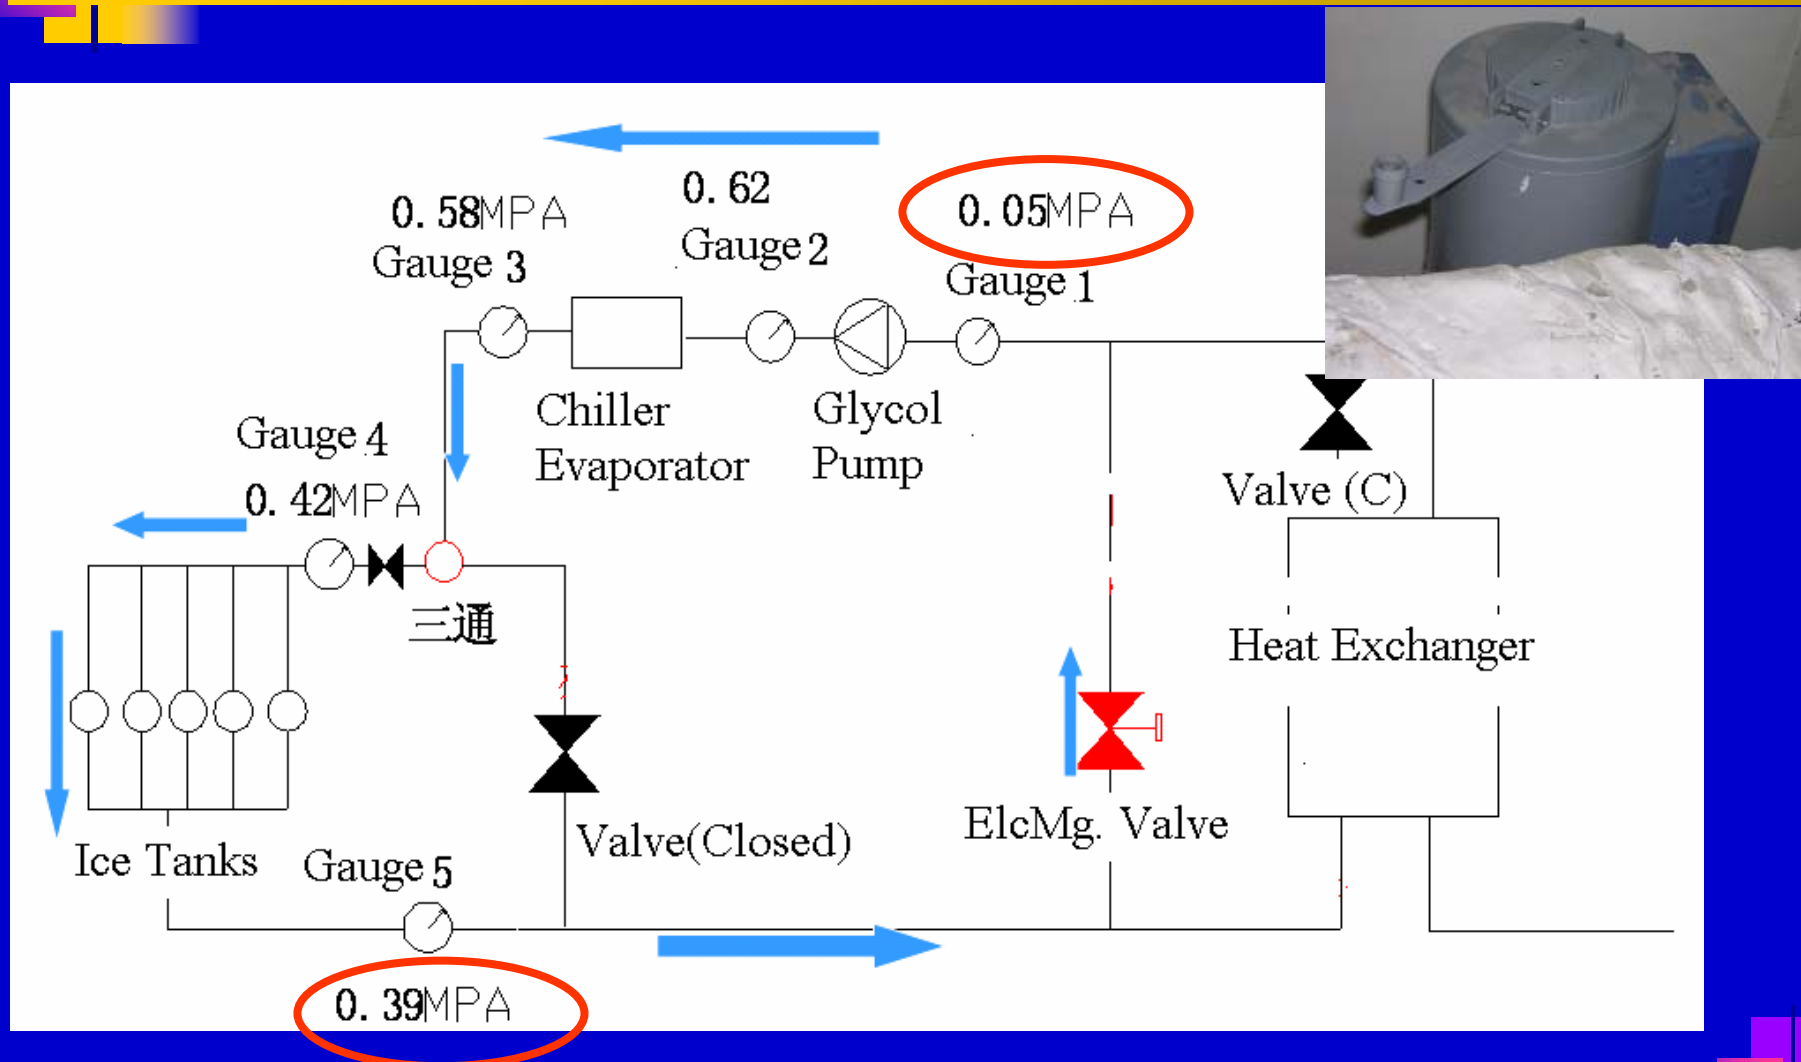 0.62
0.58MPA
0.05MPA
Gauge 3
Gauge 2
Gauge 1
Chiller
Evaporator
Glycol
Pump
Gauge 4
0.42MPA
Valve (C)
三通
Heat Exchanger
ElcMg. Valve
Valve(Closed)
Ice Tanks
Gauge 5
0.39MPA